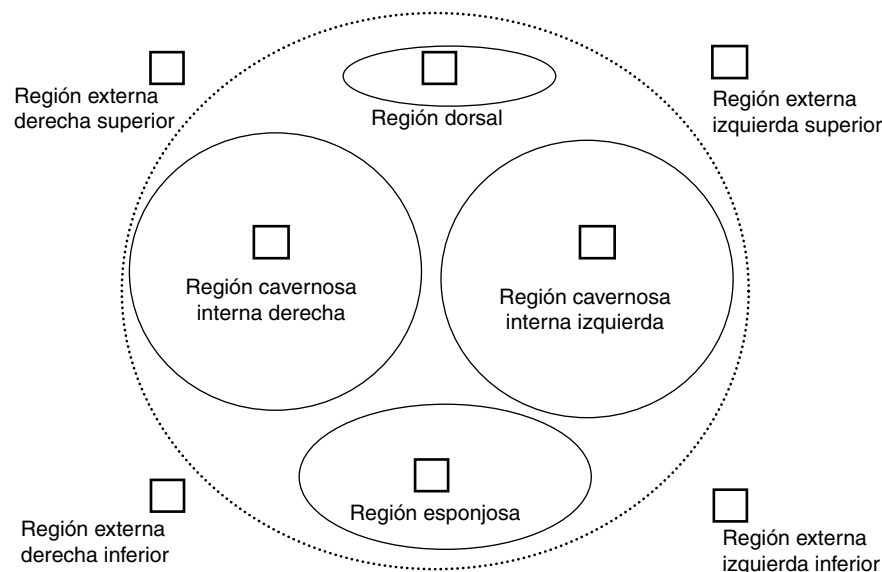 Región externa
derecha superior
Región dorsal
Región externa
izquierda superior
Región cavernosa
interna derecha
Región cavernosa
interna izquierda
Región externa
derecha inferior
Región esponjosa
Región externa
izquierda inferior